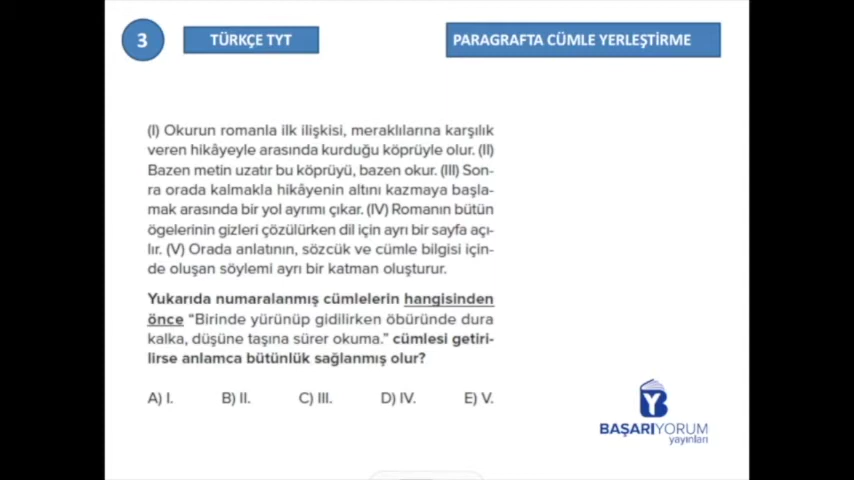 3
TÜRKÇE TYT
PARAGRAFTA CÜMLE YERLEŞTİRME
(I) Okurun romanla ilk ilişkisi, meraklılarına karşılık
veren hikâyeyle arasında kurduğu köprüyle olur. (II)
Bazen metin uzatır bu köprüyü, bazen okur. (III) Son-
ra orada kalmakla hikâyenin altını kazmaya başla-
mak arasında bir yol ayrımı çıkar. (IV) Romanın bütün
ögelerinin gizleri çözülürken dil için ayrı bir sayfa açı-
lır. (V) Orada anlatının, sözcük ve cümle bilgisi için-
de oluşan söylemi ayrı bir katman oluşturur.
Yukarıda numaralanmış cümlelerin hangisinden
önce “Birinde yürünüp gidilirken öbüründe dura
kalka, düşüne taşına sürer okuma.” cümlesi getiri-
lirse anlamca bütünlük sağlanmış olur?
A) I. B) II. C) III. D) IV. E) V.
BAŞARIYORUM
yayınları